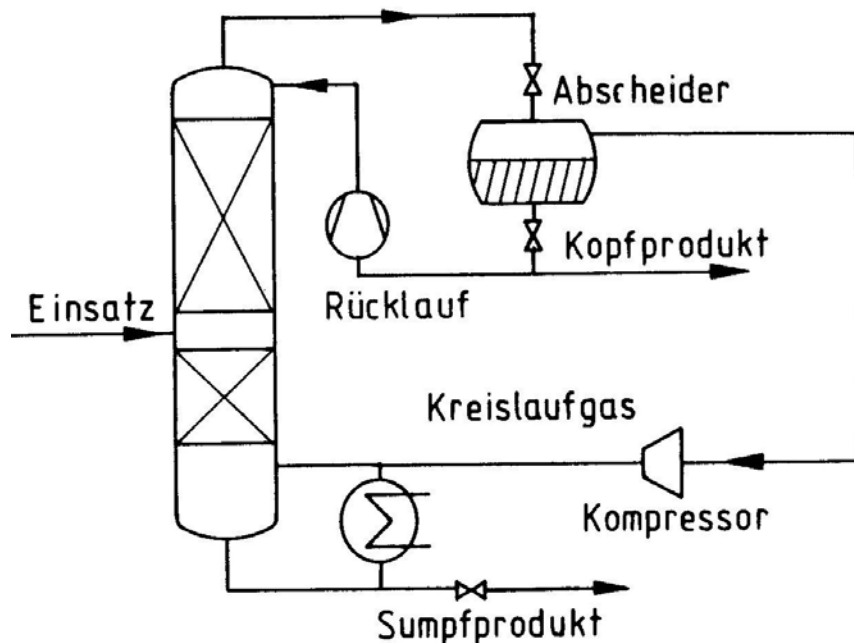 Abscheider
Kopfprodukt
Einsatz
Rücklauf
Kreislaufgas
Kompressor
Sumpfprodukt